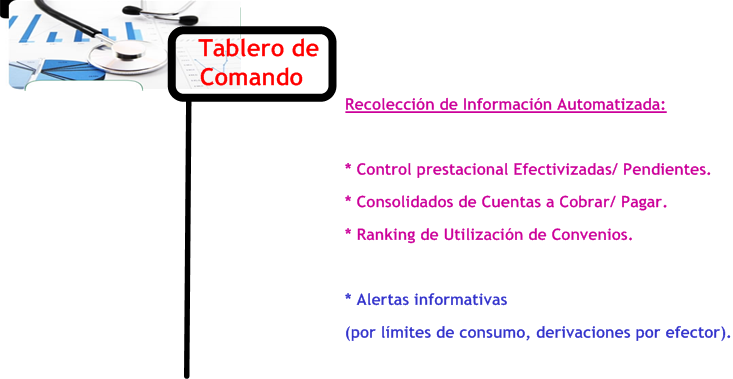 Tablero de
Comando
Recolección de Información Automatizada:
* Control prestacional Efectivizadas/ Pendientes.
* Consolidados de Cuentas a Cobrar/ Pagar.
* Ranking de Utilización de Convenios.
* Alertas informativas
(por límites de consumo, derivaciones por efector).